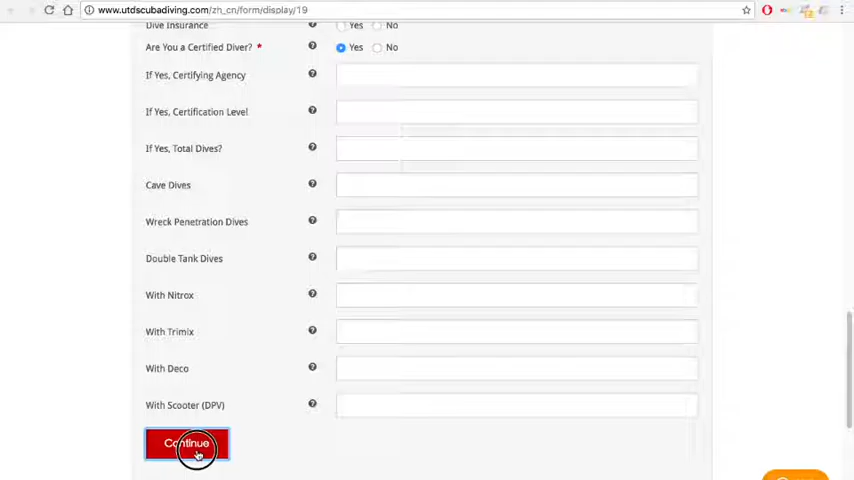 www.utdscubadiving.com/zh_cn/form/display/19
Dive Insurance Yes No
Are You a Certified Diver? * Yes No
If Yes, Certifying Agency
If Yes, Certification Level
If Yes, Total Dives?
Cave Dives
Wreck Penetration Dives
Double Tank Dives
With Nitrox
With Trimix
With Deco
With Scooter (DPV)
Continue